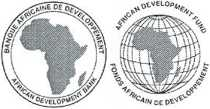 BANQUE AFRICAINE DE DEVELOPPEMENT
AFRICAN DEVELOPMENT BANK
AFRICAN DEVELOPMENT FUND
FONDS AFRICAIN DE DEVELOPPEMENT